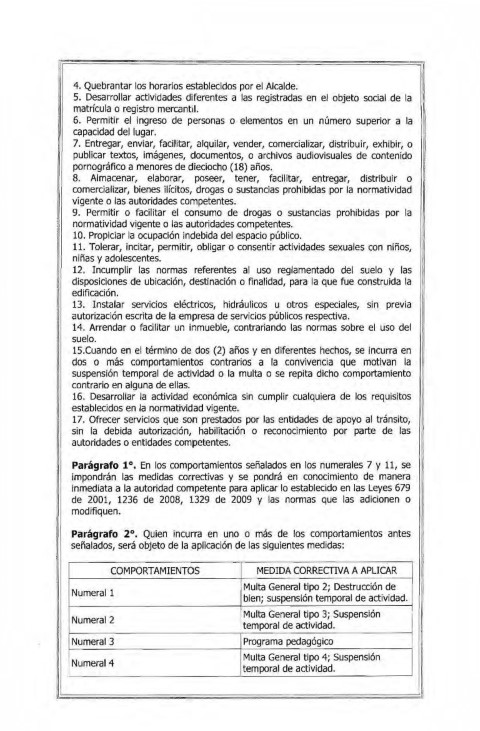 4. Quebrantar los horarios establecidos por el Alcalde.
5. Desarrollar actividades diferentes a las registradas en el objeto social de la
matrícula o registro mercantil.
6. Permitir el ingreso de personas o elementos en un número superior a la
capacidad del lugar.
7. Entregar, enviar, facilitar, alquilar, vender, comercializar, distribuir, exhibir, o
publicar textos, imágenes, documentos, o archivos audiovisuales de contenido
pornográfico a menores de dieciocho (18) años.
8. Almacenar, elaborar, poseer, tener, facilitar, entregar, distribuir o
comercializar, bienes ilícitos, drogas o sustancias prohibidas por la normatividad
vigente o las autoridades competentes.
9. Permitir o facilitar el consumo de drogas o sustancias prohibidas por la
normatividad vigente o las autoridades competentes.
10. Propiciar la ocupación indebida del espacio público.
11. Tolerar, incitar, permitir, obligar o consentir actividades sexuales con niños,
niñas y adolescentes.
12. Incumplir las normas referentes al uso reglamentado del suelo y las
disposiciones de ubicación, destinación o finalidad, para la que fue construida la
edificación.
13. Instalar servicios eléctricos, hidráulicos u otros especiales, sin previa
autorización escrita de la empresa de servicios públicos respectiva.
14. Arrendar o facilitar un inmueble, contrariando las normas sobre el uso del
suelo.
15.Cuando en el término de dos (2) años y en diferentes hechos, se incurra en
dos o más comportamientos contrarios a la convivencia que motivan la
suspensión temporal de actividad o la multa o se repita dicho comportamiento
contrario en alguna de ellas.
16. Desarrollar la actividad económica sin cumplir cualquiera de los requisitos
establecidos en la normatividad vigente.
17. Ofrecer servicios que son prestados por las entidades de apoyo al tránsito,
sin la debida autorización, habilitación o reconocimiento por parte de las
autoridades o entidades competentes.
Parágrafo 1°. En los comportamientos señalados en los numerales 7 y 11, se
impondrán las medidas correctivas y se pondrá en conocimiento de manera
inmediata a la autoridad competente para aplicar lo establecido en las Leyes 679
de 2001, 1236 de 2008, 1329 de 2009 y las normas que las adicionen o
modifiquen.
Parágrafo 2°. Quien incurra en uno o más de los comportamientos antes
señalados, será objeto de la aplicación de las siguientes medidas:
COMPORTAMIENTOS MEDIDA CORRECTIVA A APLICAR
Numeral 1 Multa General tipo 2; Destrucción de
bien; suspensión temporal de actividad.
Numeral 2 Multa General tipo 3; Suspensión
temporal de actividad.
Numeral 3 Programa pedagógico
Numeral 4 Multa General tipo 4; Suspensión
temporal de actividad.